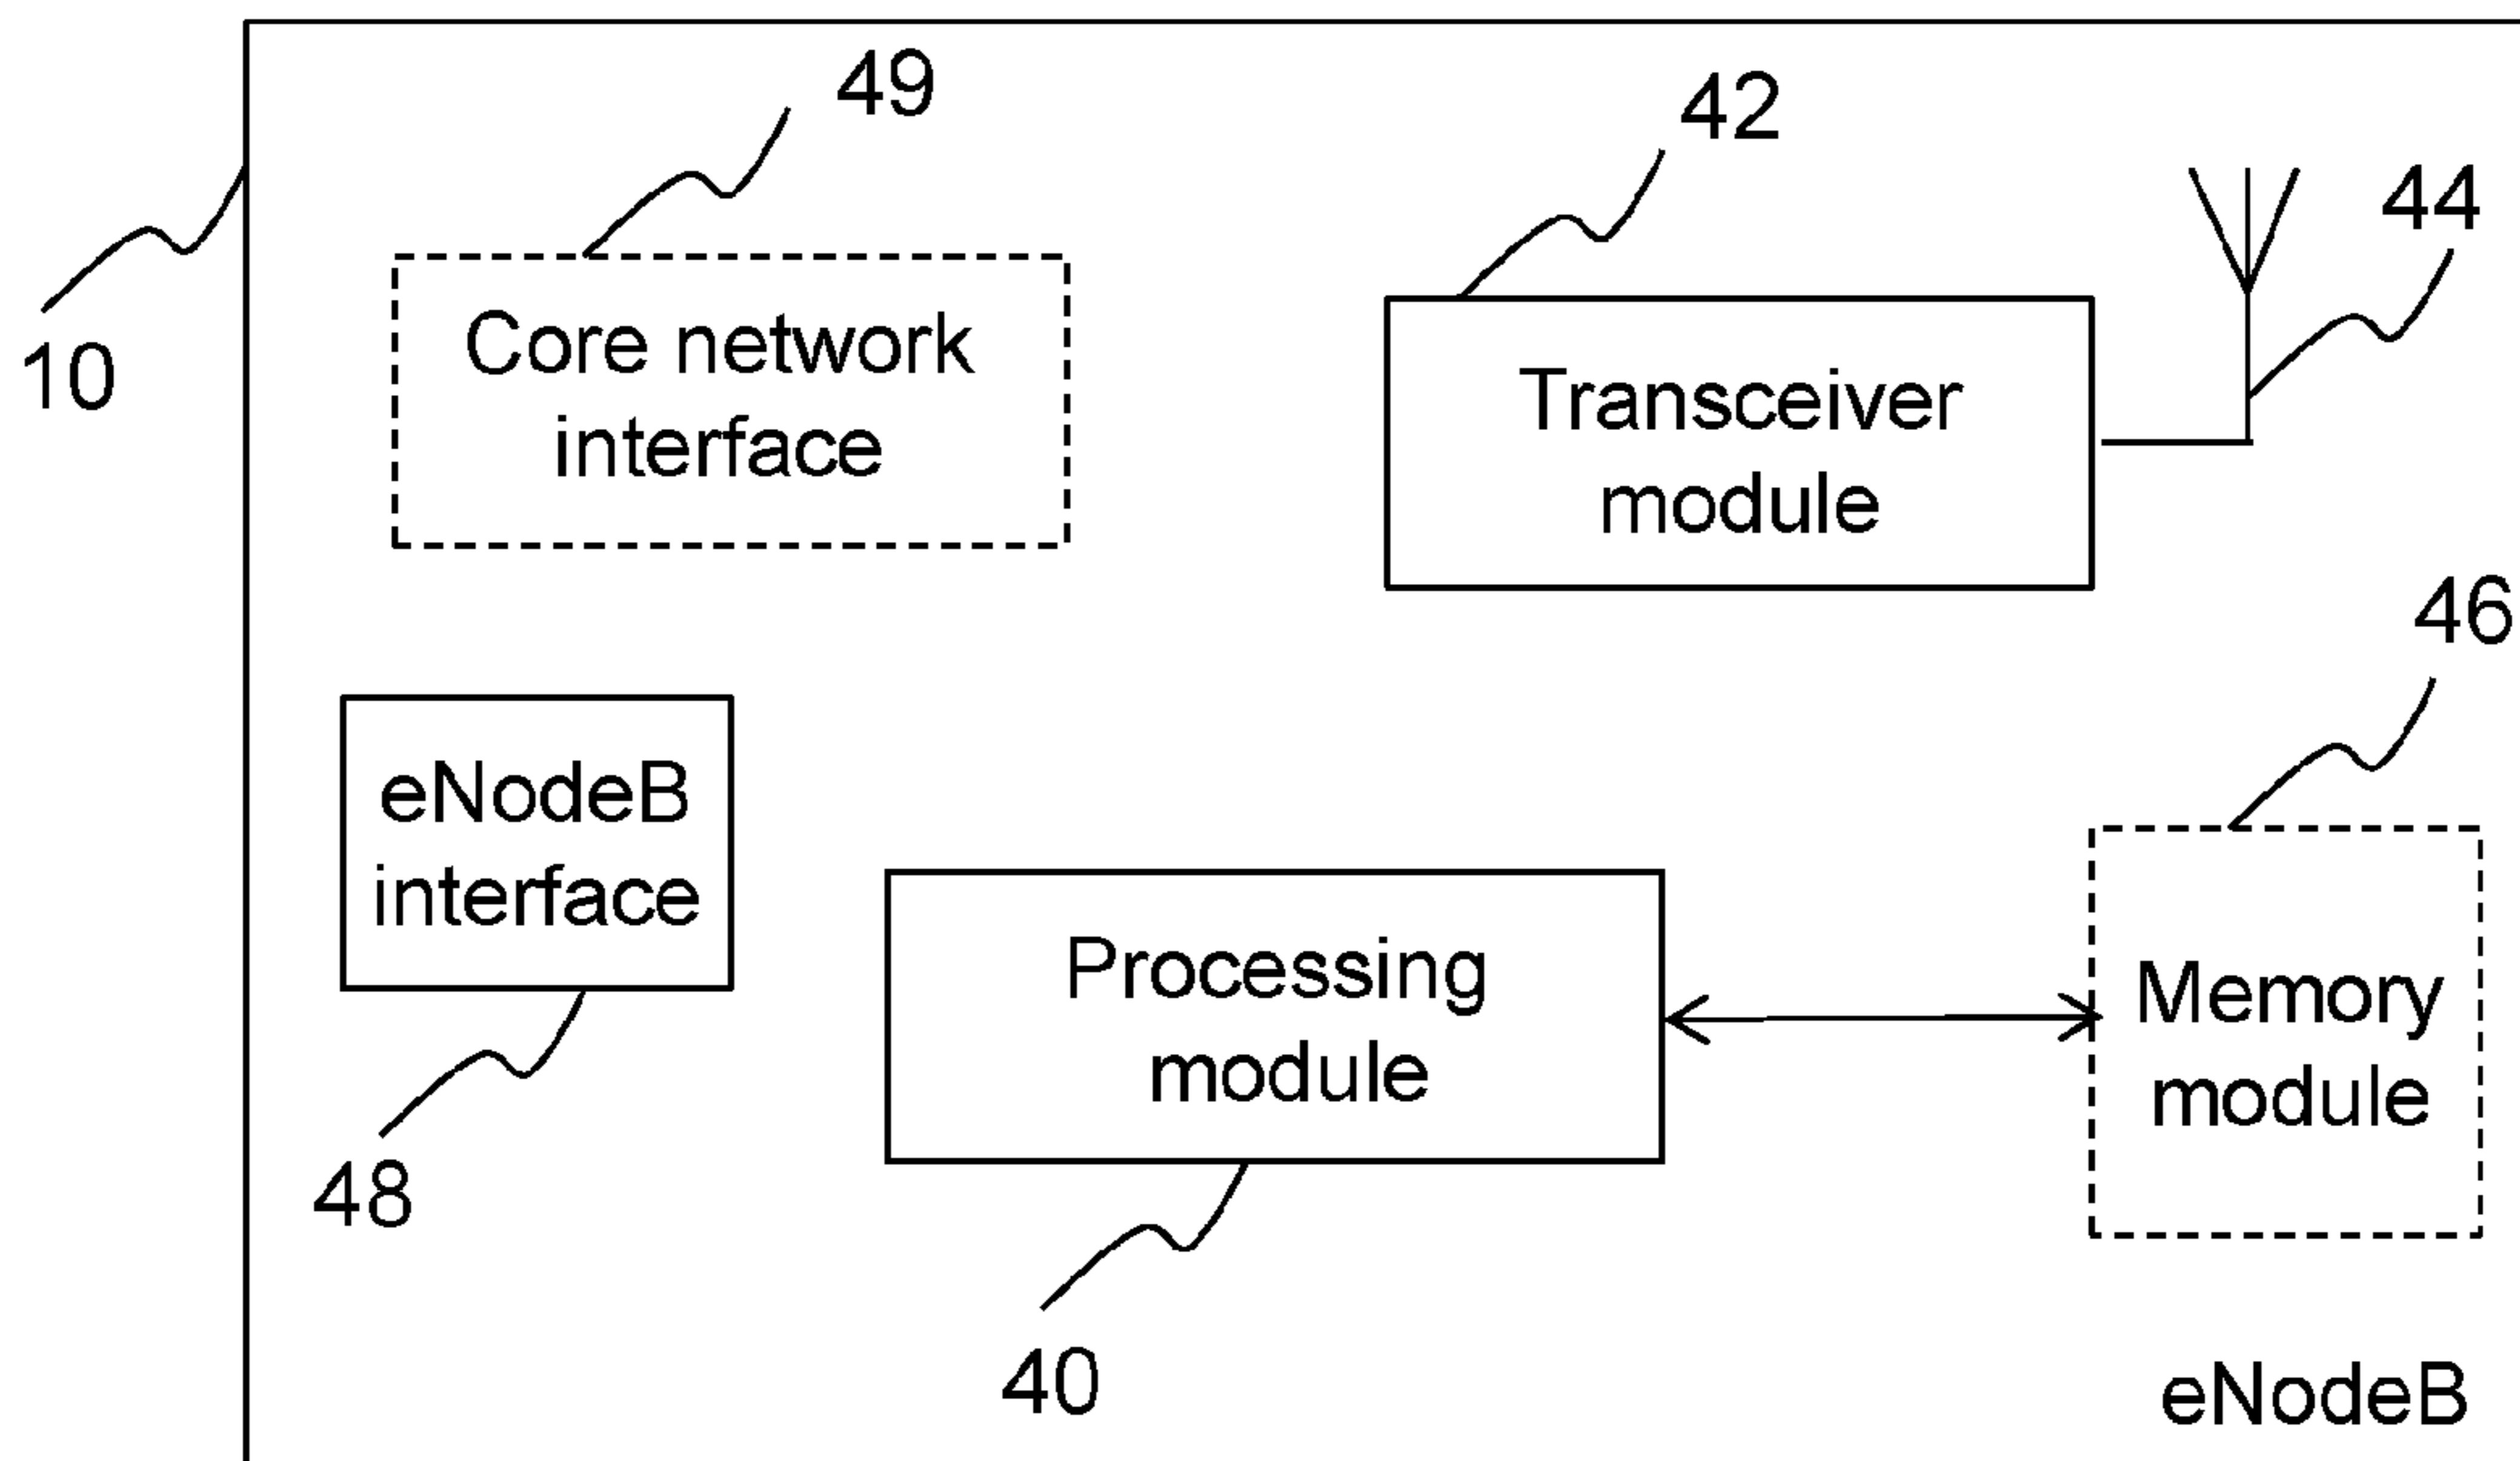 49
42
44
10
Core network
interface
Transceiver
module
46
eNodeB
interface
48
Processing
module
40
Memory
module
eNodeB